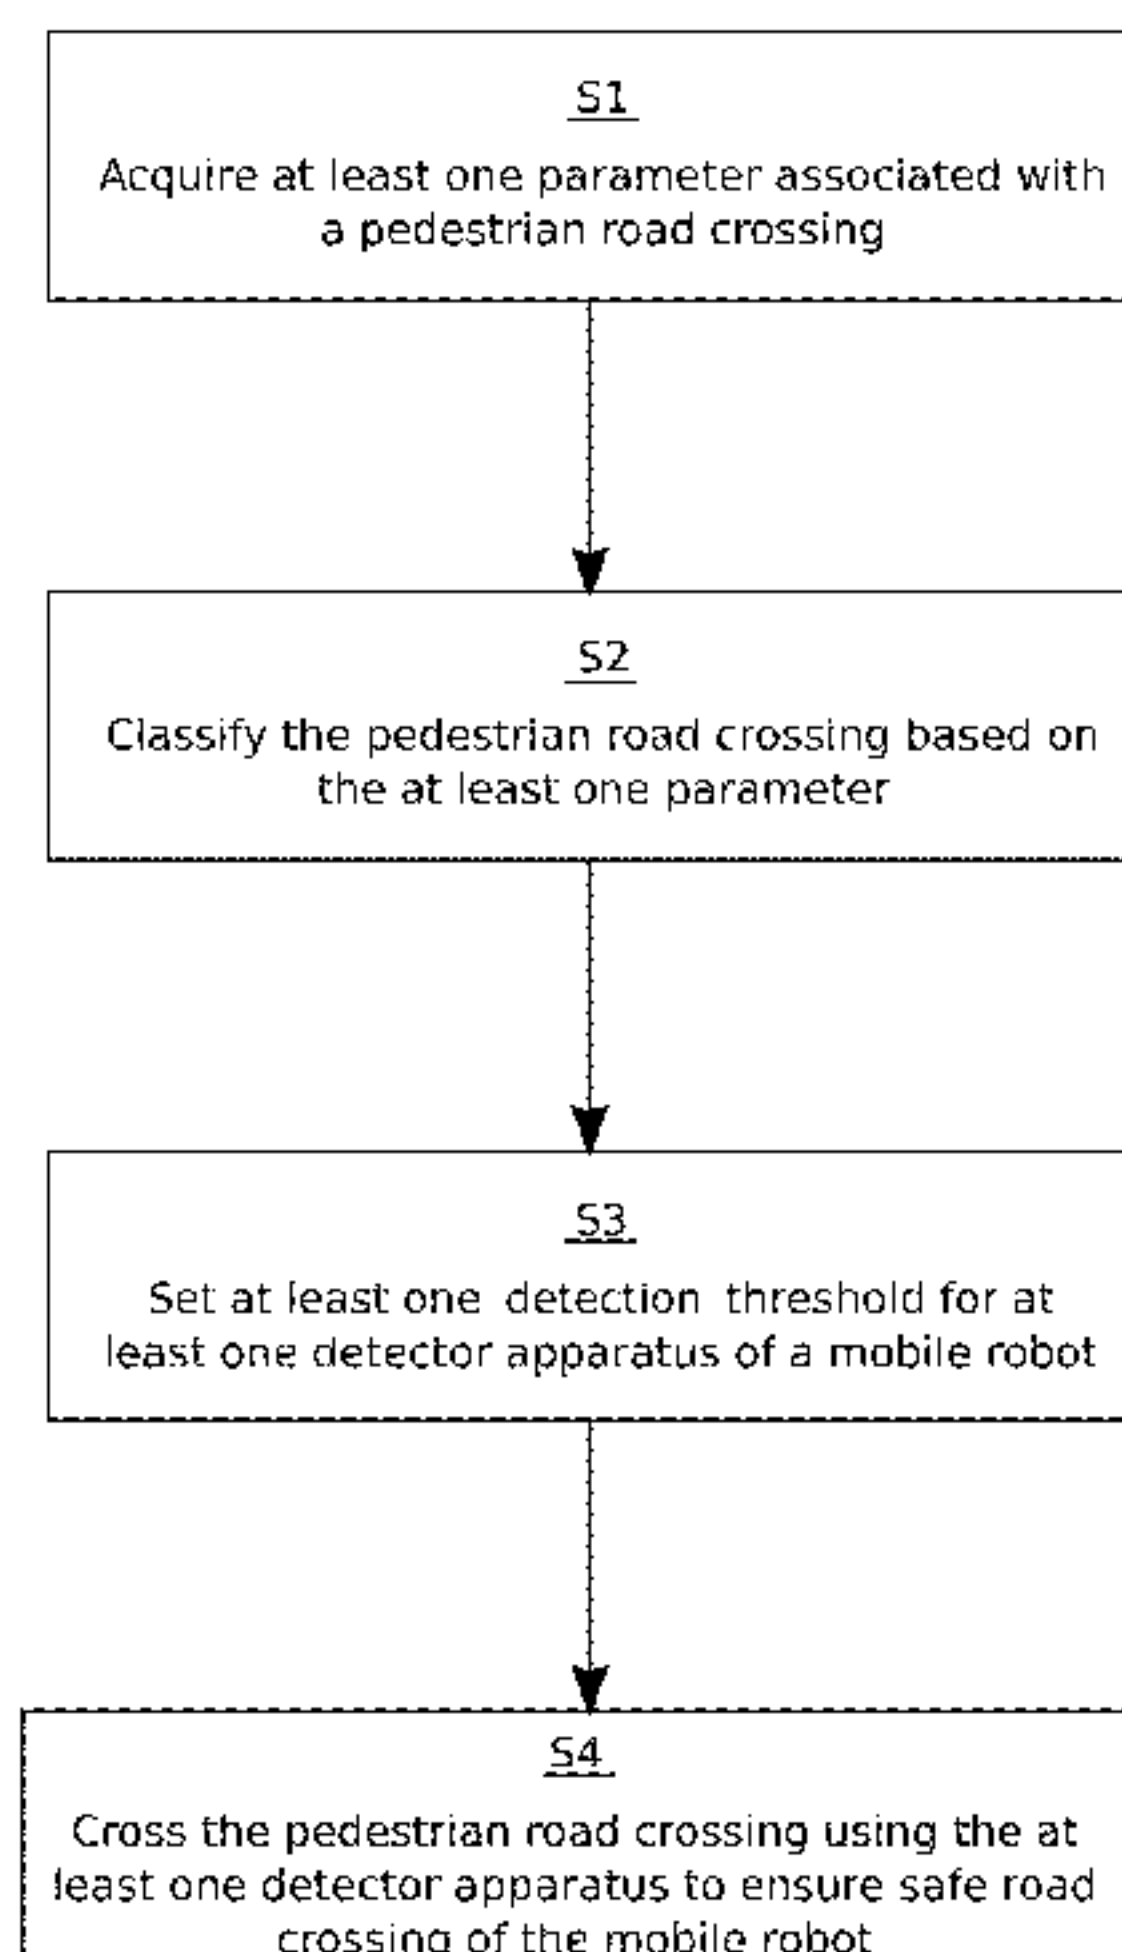 S1
Acquire at least one parameter associated with
a pedestrian road crossing
S2
Classify the pedestrian road crossing based on
the at least one parameter
S3
Set at least one detection threshold for at
least one detector apparatus of a mobile robot
S4
Cross the pedestrian road crossing using the at
least one detector apparatus to ensure safe road
crossing of the mobile robot